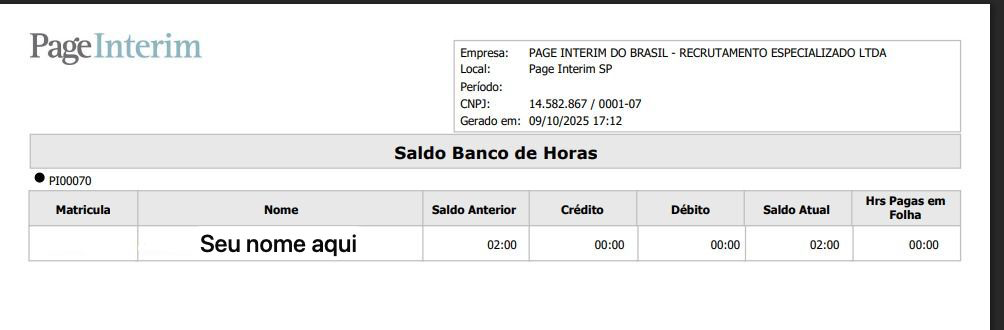 PageInterim
Empresa: PAGE INTERIM DO BRASIL - RECRUTAMENTO ESPECIALIZADO LTDA
Local: Page Interim SP
Período:
CNPJ: 14.582.867 / 0001-07
Gerado em: 09/10/2025 17:12
Saldo Banco de Horas
PI00070
Matricula Nome Saldo Anterior Crédito Débito Saldo Atual Hrs Pagas em Folha
Seu nome aqui 02:00 00:00 00:00 02:00 00:00